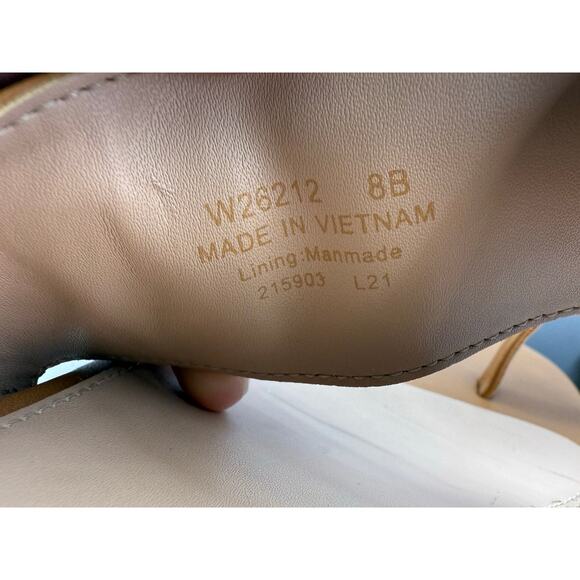 W26212 8B
MADE IN VIETNAM
Lining:Manmade
215903 L21